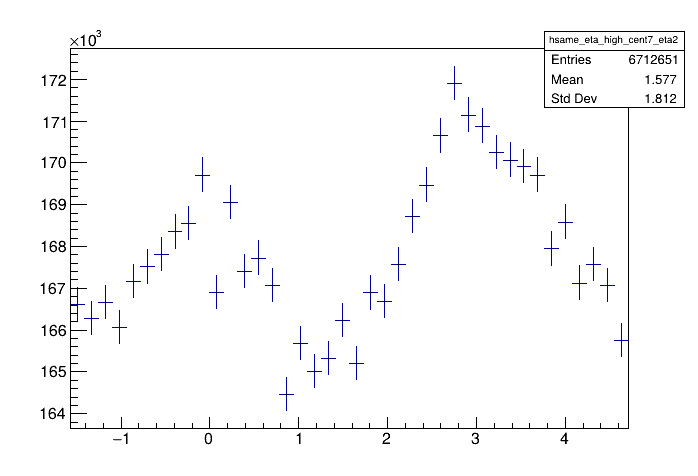 ×10³
hsame_eta_high_cent7_eta2
Entries 6712651
Mean 1.577
Std Dev 1.812
172
171
170
169
168
167
166
165
164
−1 0 1 2 3 4